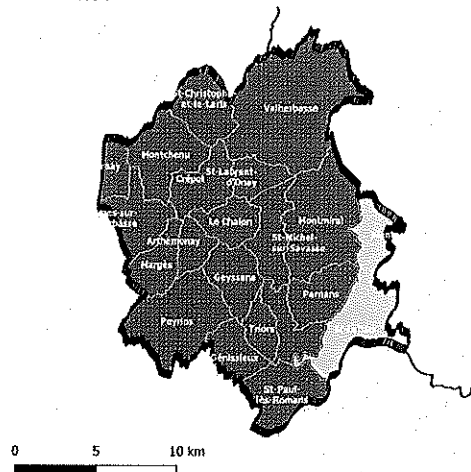 St-Christophe-
et-le-Laris
Valherbasse
Montchenu
Crépol
St-Laurent-
d'Onay
Le Chalon
Montmiral
St-Michel-
sur-Savasse
Arthémonay
Margès
Geyssans
Parnans
Peyrins
Triors
Génissieux
St-Paul-
lès-Romans
0 5 10 km